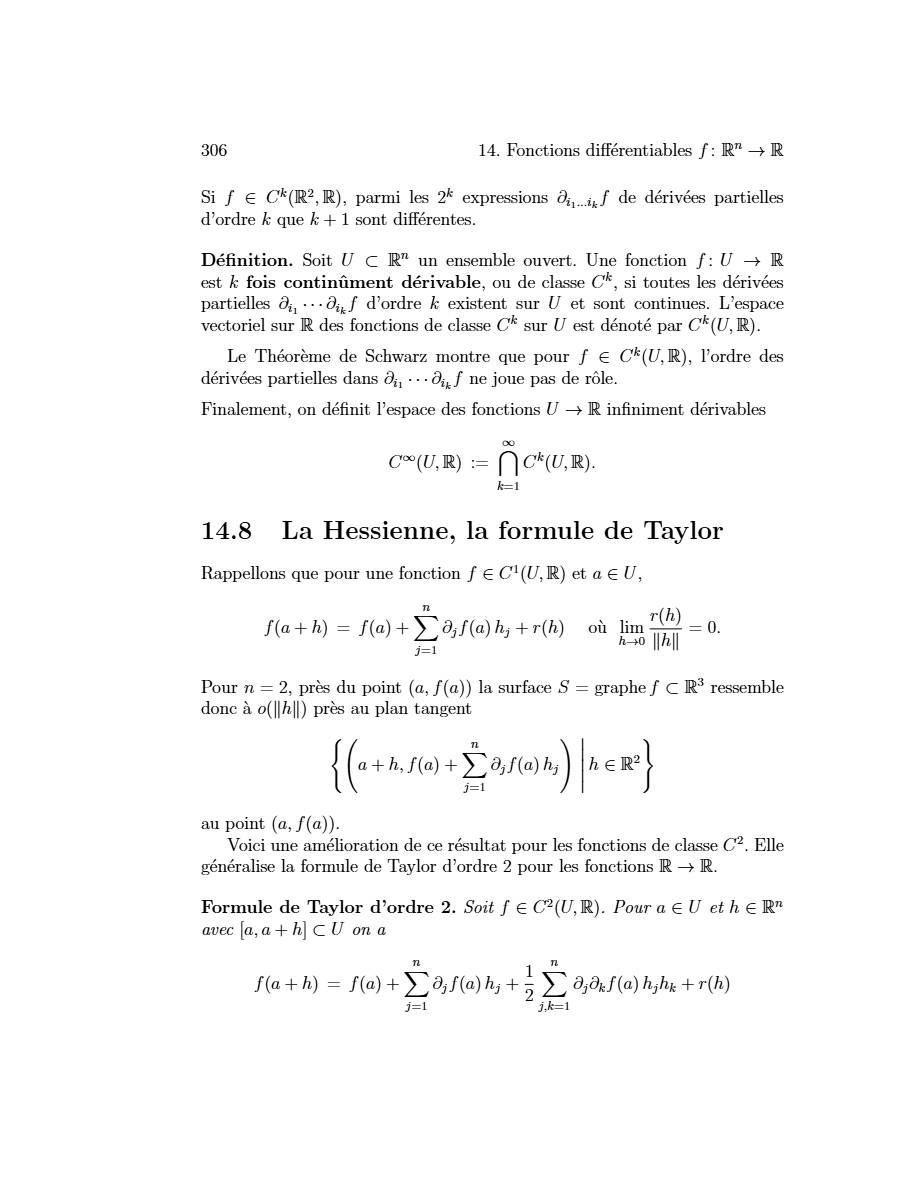 306 14. Fonctions différentiables f : ℝⁿ → ℝ
Si f ∈ Cᵏ(ℝ², ℝ), parmi les 2ᵏ expressions ∂_{i₁…iₖ} f de dérivées partielles
d'ordre k que k + 1 sont différentes.
Définition. Soit U ⊂ ℝⁿ un ensemble ouvert. Une fonction f : U → ℝ
est k fois continûment dérivable, ou de classe Cᵏ, si toutes les dérivées
partielles ∂_{i₁} ⋯ ∂_{iₖ} f d'ordre k existent sur U et sont continues. L'espace
vectoriel sur ℝ des fonctions de classe Cᵏ sur U est dénoté par Cᵏ(U, ℝ).
Le Théorème de Schwarz montre que pour f ∈ Cᵏ(U, ℝ), l'ordre des
dérivées partielles dans ∂_{i₁} ⋯ ∂_{iₖ} f ne joue pas de rôle.
Finalement, on définit l'espace des fonctions U → ℝ infiniment dérivables
C^∞(U, ℝ) := ⋂_{k=1}^{∞} Cᵏ(U, ℝ).
14.8 La Hessienne, la formule de Taylor
Rappellons que pour une fonction f ∈ C¹(U, ℝ) et a ∈ U,
f(a + h) = f(a) + ∑_{j=1}^{n} ∂ⱼf(a) hⱼ + r(h) où lim_{h→0} r(h)/‖h‖ = 0.
Pour n = 2, près du point (a, f(a)) la surface S = graphe f ⊂ ℝ³ ressemble
donc à o(‖h‖) près au plan tangent
{(a + h, f(a) + ∑_{j=1}^{n} ∂ⱼf(a) hⱼ) | h ∈ ℝ²}
au point (a, f(a)).
Voici une amélioration de ce résultat pour les fonctions de classe C². Elle
généralise la formule de Taylor d'ordre 2 pour les fonctions ℝ → ℝ.
Formule de Taylor d'ordre 2. Soit f ∈ C²(U, ℝ). Pour a ∈ U et h ∈ ℝⁿ
avec [a, a + h] ⊂ U on a
f(a + h) = f(a) + ∑_{j=1}^{n} ∂ⱼf(a) hⱼ + 1/2 ∑_{j,k=1}^{n} ∂ⱼ∂ₖf(a) hⱼhₖ + r(h)